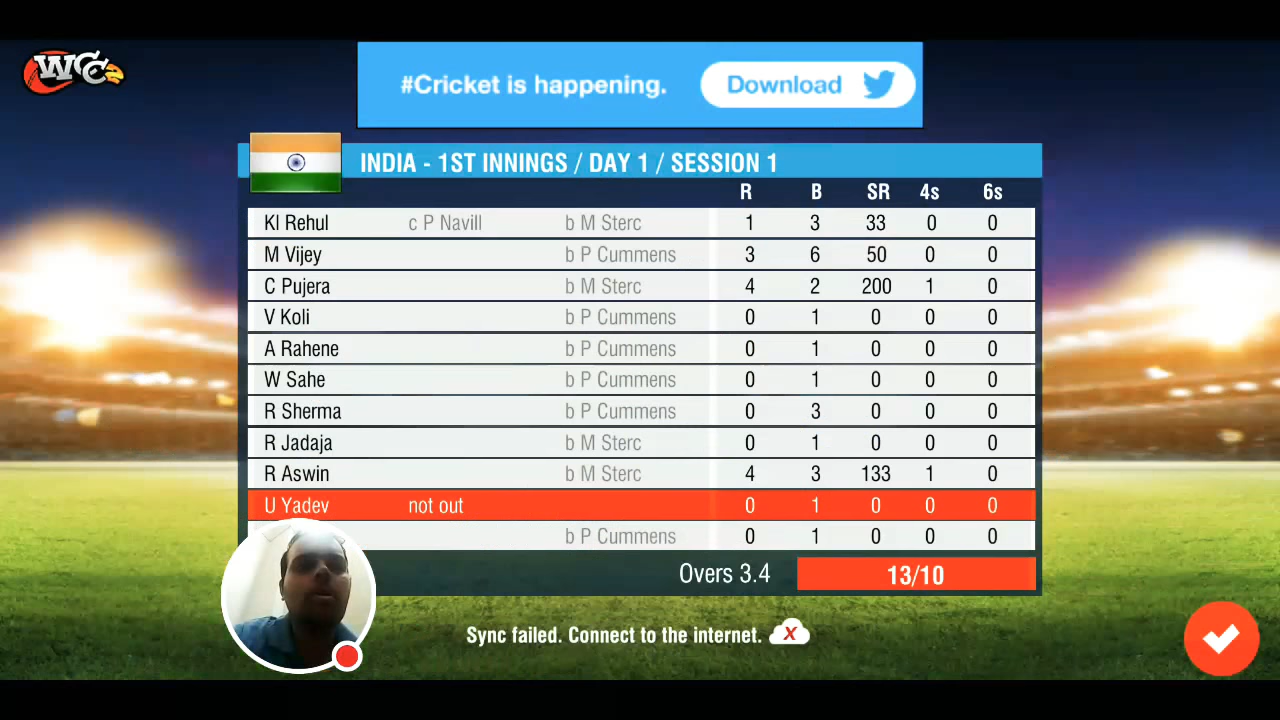 WCC
#Cricket is happening. Download
INDIA - 1ST INNINGS / DAY 1 / SESSION 1
R B SR 4s 6s
Kl Rehul c P Navill b M Sterc 1 3 33 0 0
M Vijey b P Cummens 3 6 50 0 0
C Pujera b M Sterc 4 2 200 1 0
V Koli b P Cummens 0 1 0 0 0
A Rahene b P Cummens 0 1 0 0 0
W Sahe b P Cummens 0 1 0 0 0
R Sherma b P Cummens 0 3 0 0 0
R Jadaja b M Sterc 0 1 0 0 0
R Aswin b M Sterc 4 3 133 1 0
U Yadev not out 0 1 0 0 0
b P Cummens 0 1 0 0 0
Overs 3.4 13/10
Sync failed. Connect to the internet. X